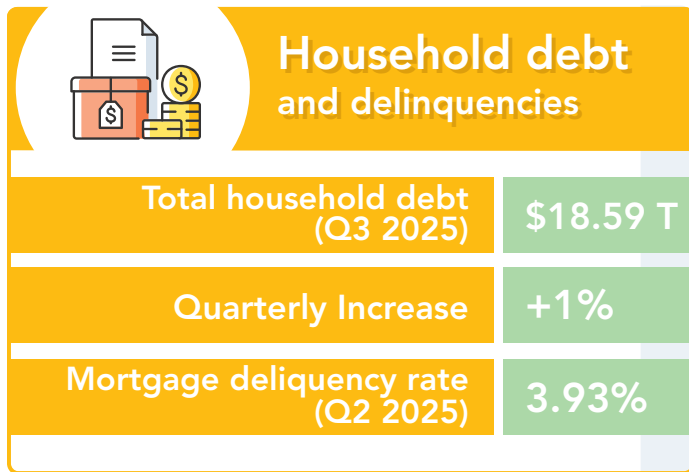 Household debt
and delinquencies
$
$
Total household debt
(Q3 2025)
$18.59 T
Quarterly Increase
+1%
Mortgage deliquency rate
(Q2 2025)
3.93%